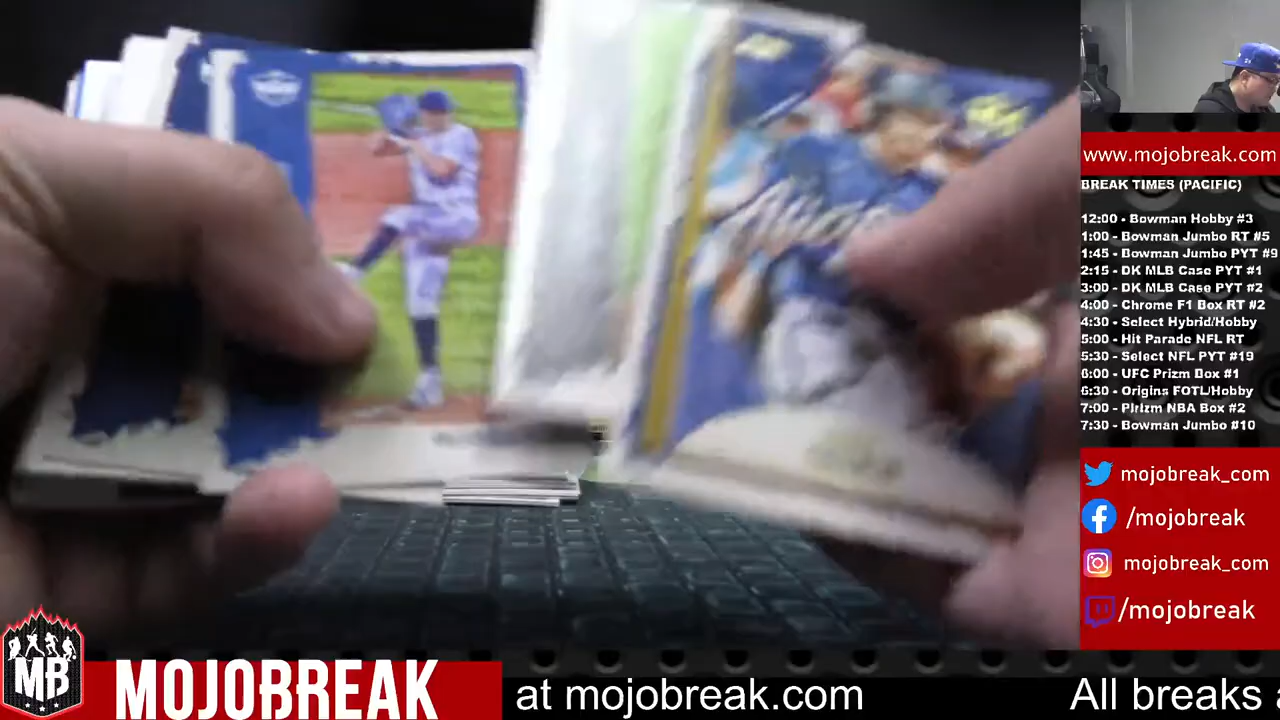 www.mojobreak.com
BREAK TIMES (PACIFIC)
12:00 - Bowman Hobby #3
1:00 - Bowman Jumbo RT #5
1:45 - Bowman Jumbo PYT #9
2:15 - DK MLB Case PYT #1
3:00 - DK MLB Case PYT #2
4:00 - Chrome F1 Box RT #2
4:30 - Select Hybrid/Hobby
5:00 - Hit Parade NFL RT
5:30 - Select NFL PYT #19
6:00 - UFC Prizm Box #1
6:30 - Origins FOTL/Hobby
7:00 - Pirizm NBA Box #2
7:30 - Bowman Jumbo #10
mojobreak_com
/mojobreak
mojobreak_com
/mojobreak
MB
MOJOBREAK
at mojobreak.com
All breaks